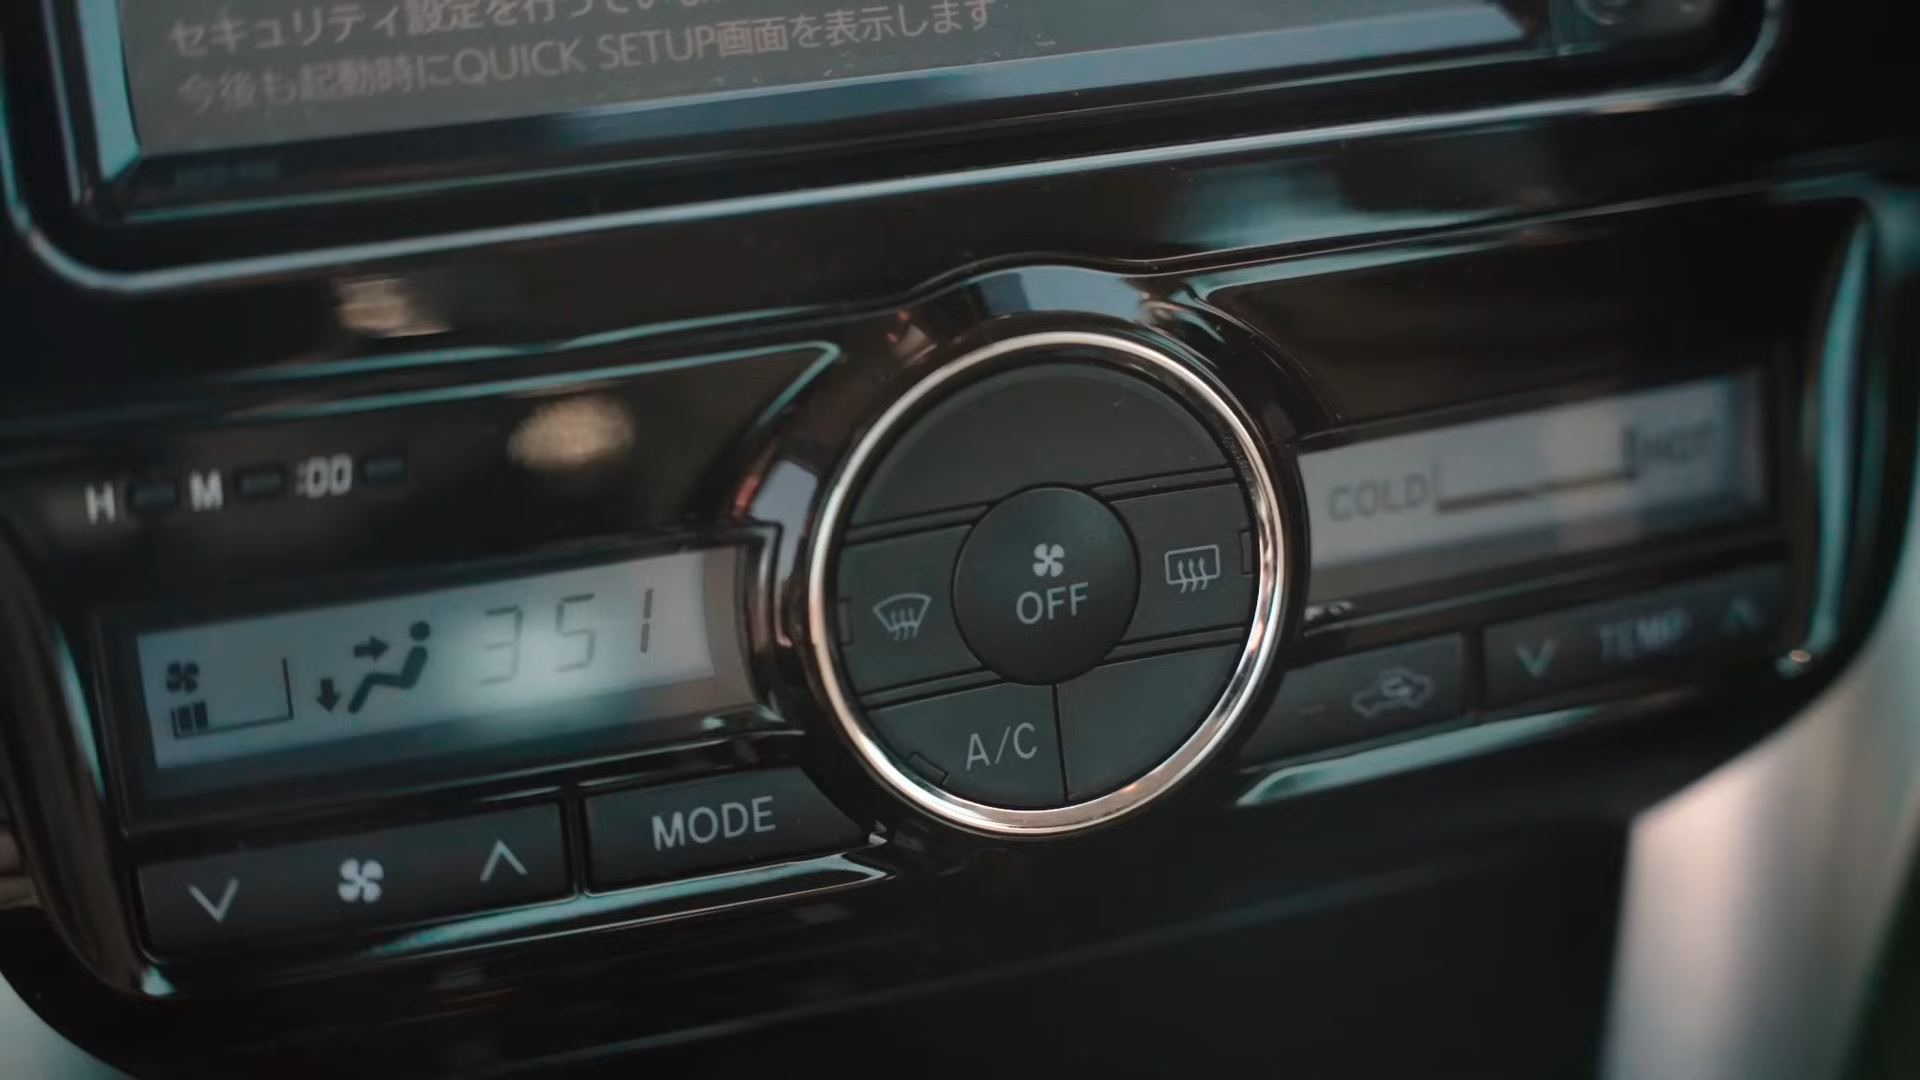 セキュリティ設定を行ってい
今後も起動時にQUICK SETUP画面を表示します
H M :00
COLD HOT
351
OFF
A/C
TEMP
MODE